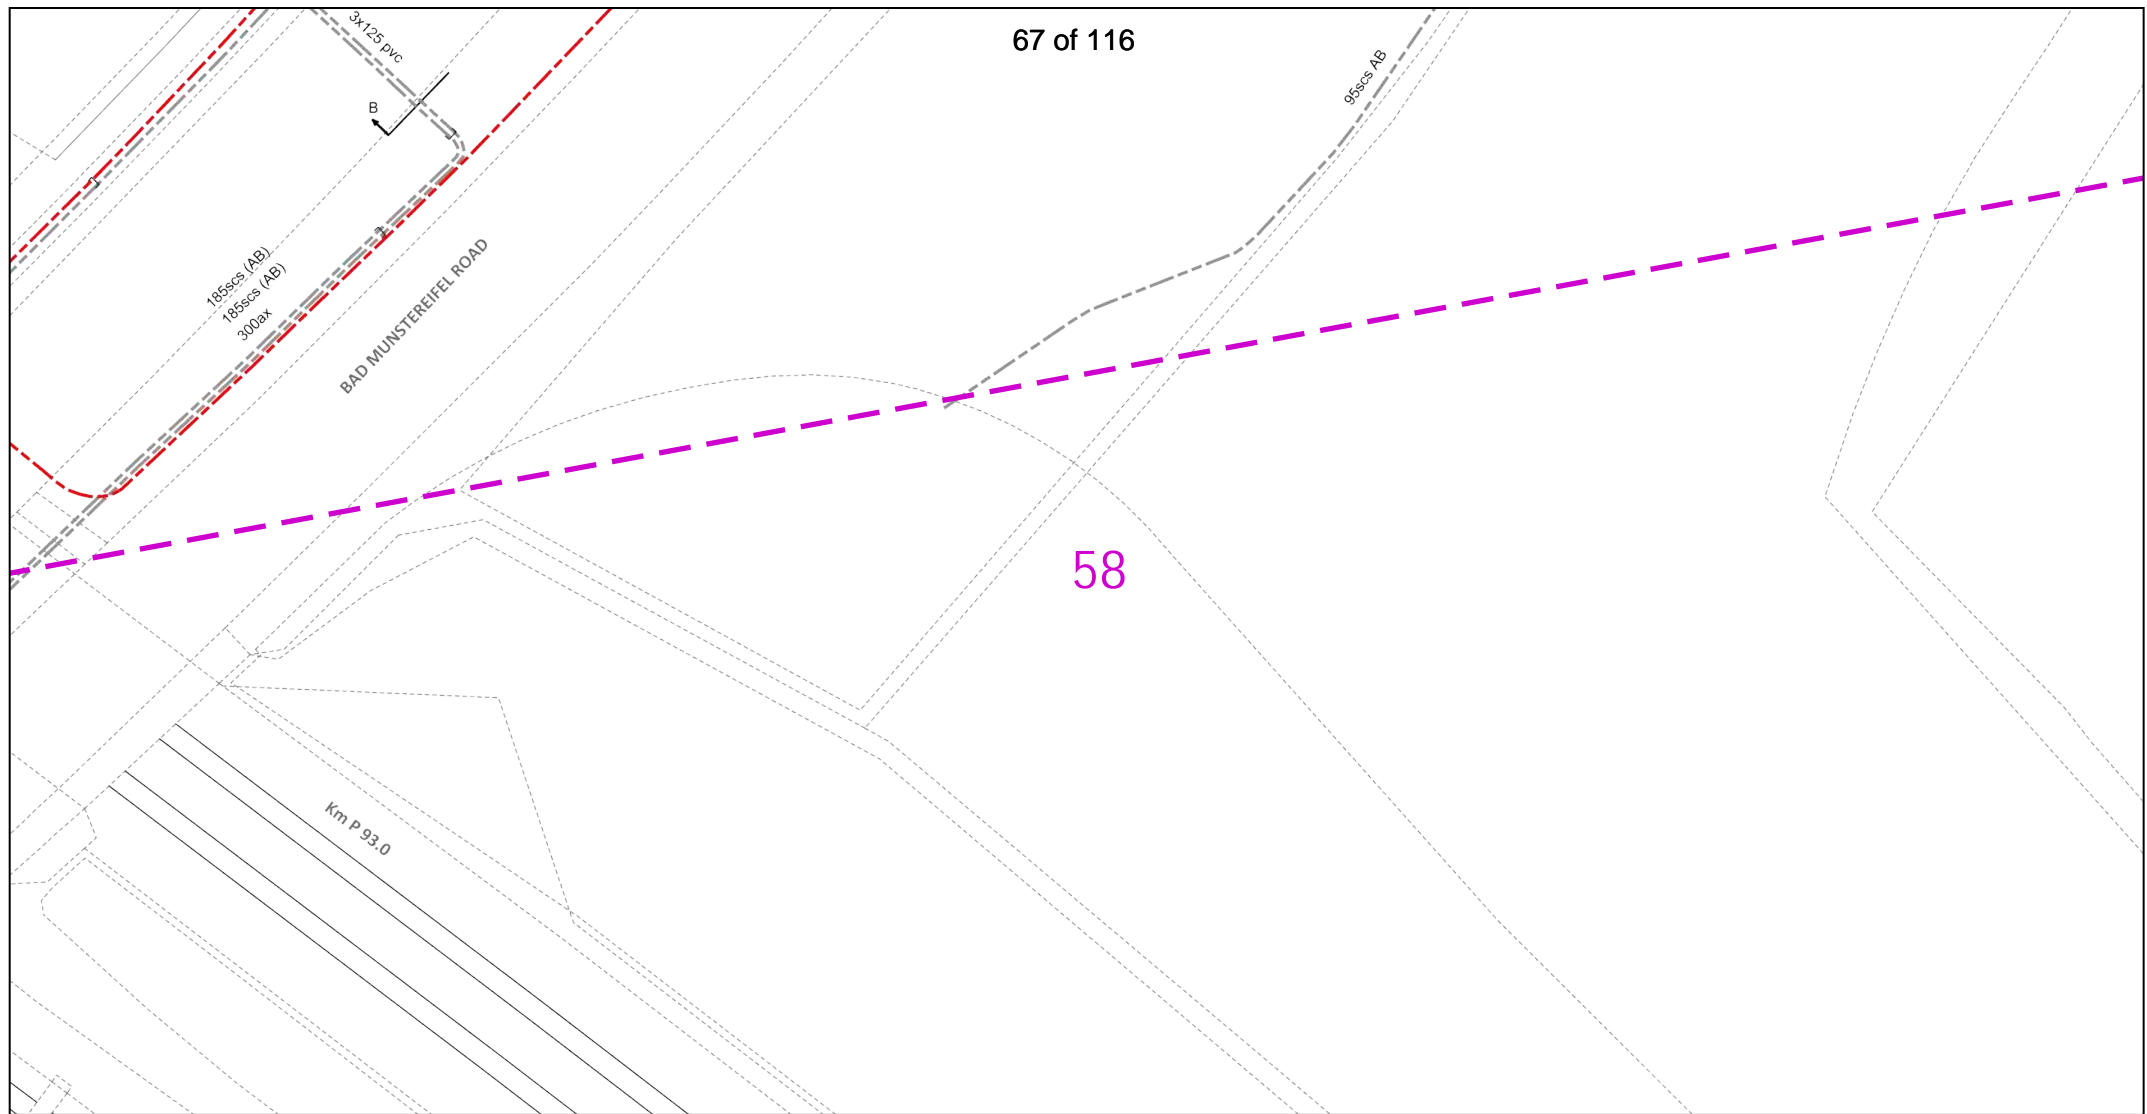 67 of 116
3x125 pvc
B
95scs AB
185scs (AB)
185scs (AB)
300ax
BAD MUNSTEREIFEL ROAD
58
Km P 93.0